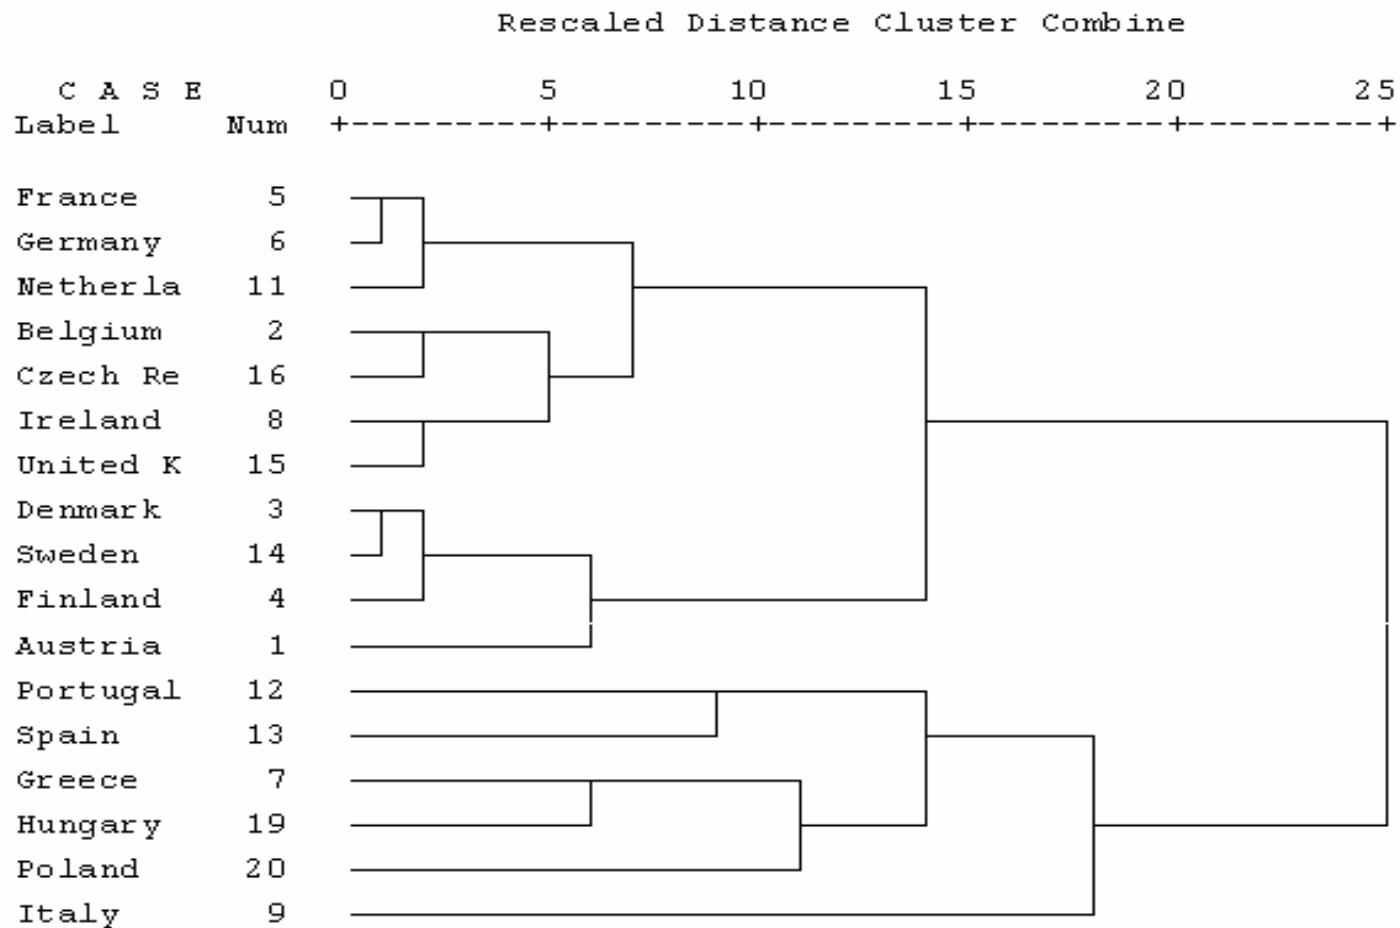 Rescaled Distance Cluster Combine
C A S E 0 5 10 15 20 25
Label Num +---------+---------+---------+---------+---------+
France 5
Germany 6
Netherla 11
Belgium 2
Czech Re 16
Ireland 8
United K 15
Denmark 3
Sweden 14
Finland 4
Austria 1
Portugal 12
Spain 13
Greece 7
Hungary 19
Poland 20
Italy 9